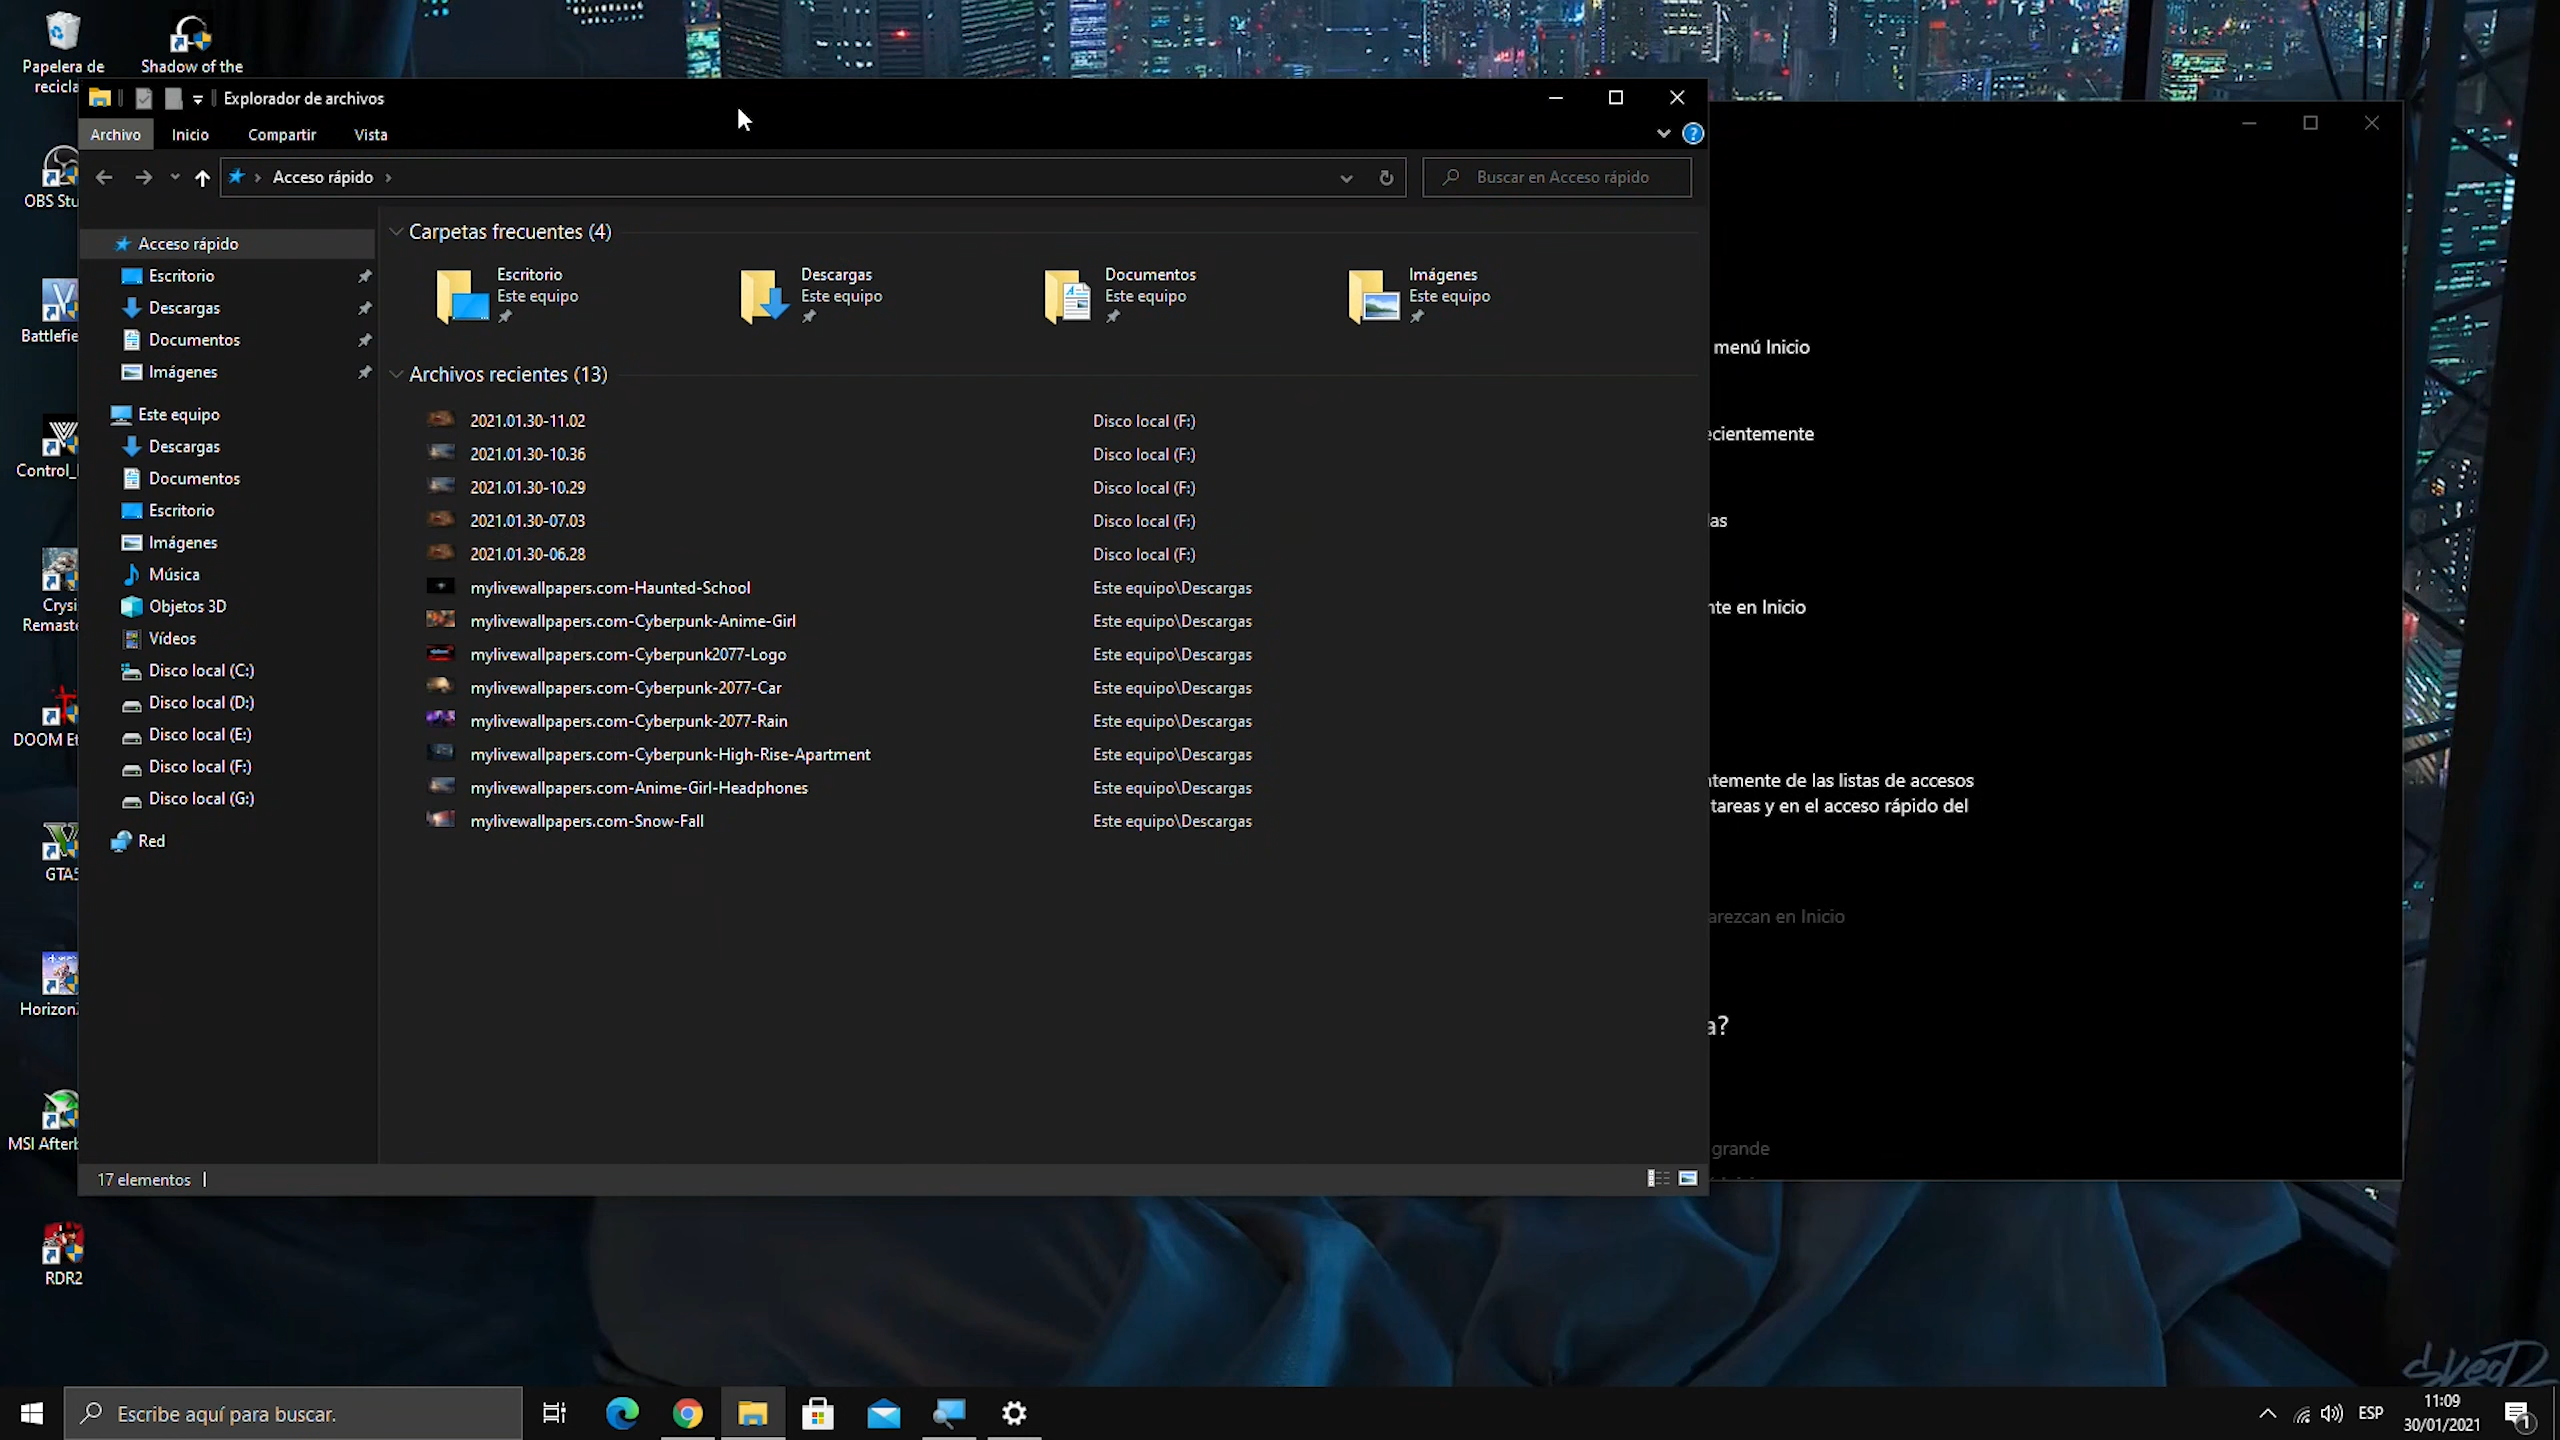 Papelera de
recicla
Shadow of the
Explorador de archivos
Archivo
Inicio
Compartir
Vista
Acceso rápido
Buscar en Acceso rápido
OBS Stu
Battlefie
Control_
Crysi
Remaste
DOOM Et
GTA5
Horizon
MSI Afterb
RDR2
Acceso rápido
Escritorio
Descargas
Documentos
Imágenes
Este equipo
Descargas
Documentos
Escritorio
Imágenes
Música
Objetos 3D
Vídeos
Disco local (C:)
Disco local (D:)
Disco local (E:)
Disco local (F:)
Disco local (G:)
Red
Carpetas frecuentes (4)
Escritorio
Este equipo
Descargas
Este equipo
Documentos
Este equipo
Imágenes
Este equipo
Archivos recientes (13)
2021.01.30-11.02 Disco local (F:)
2021.01.30-10.36 Disco local (F:)
2021.01.30-10.29 Disco local (F:)
2021.01.30-07.03 Disco local (F:)
2021.01.30-06.28 Disco local (F:)
mylivewallpapers.com-Haunted-School Este equipo\Descargas
mylivewallpapers.com-Cyberpunk-Anime-Girl Este equipo\Descargas
mylivewallpapers.com-Cyberpunk2077-Logo Este equipo\Descargas
mylivewallpapers.com-Cyberpunk-2077-Car Este equipo\Descargas
mylivewallpapers.com-Cyberpunk-2077-Rain Este equipo\Descargas
mylivewallpapers.com-Cyberpunk-High-Rise-Apartment Este equipo\Descargas
mylivewallpapers.com-Anime-Girl-Headphones Este equipo\Descargas
mylivewallpapers.com-Snow-Fall Este equipo\Descargas
17 elementos
menú Inicio
ecientemente
las
nte en Inicio
ntemente de las listas de accesos
tareas y en el acceso rápido del
arezcan en Inicio
a?
grande
Escribe aquí para buscar.
ESP
11:09
30/01/2021
1